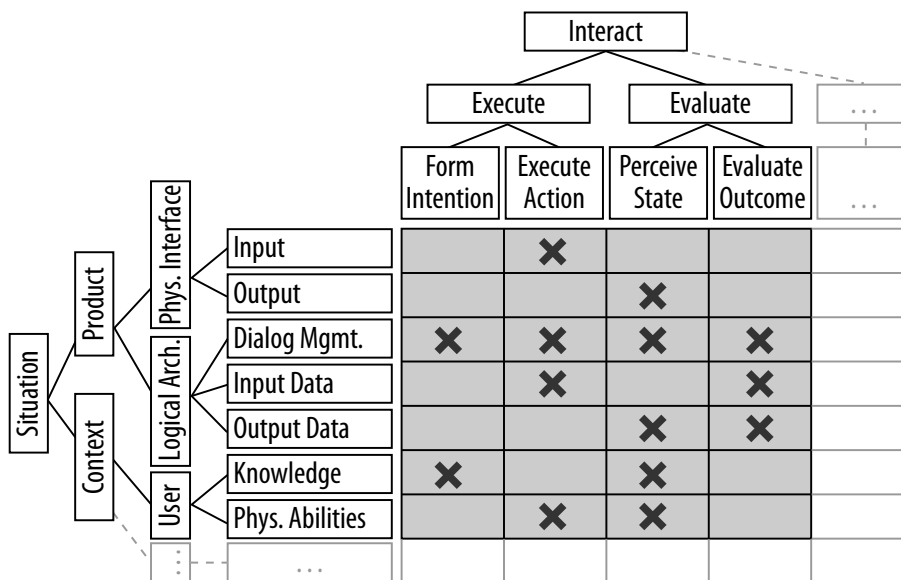 Interact
Execute
Evaluate
...
Form
Intention
Execute
Action
Perceive
State
Evaluate
Outcome
...
Situation
Product
Context
Phys. Interface
Logical Arch.
User
...
Input
Output
Dialog Mgmt.
Input Data
Output Data
Knowledge
Phys. Abilities
...